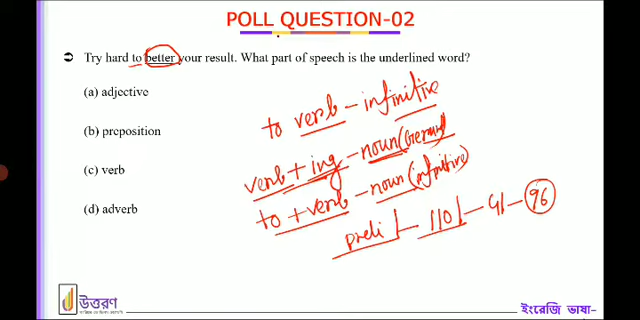 POLL QUESTION-02
➲ Try hard to better your result. What part of speech is the underlined word?
(a) adjective
(b) preposition
(c) verb
(d) adverb
to verb - infinitive
verb + ing - noun (Gerund)
to + verb - noun (infinitive)
preli - 110 - 41 - 96
উত্তরণ
ইংরেজি ভাষা-